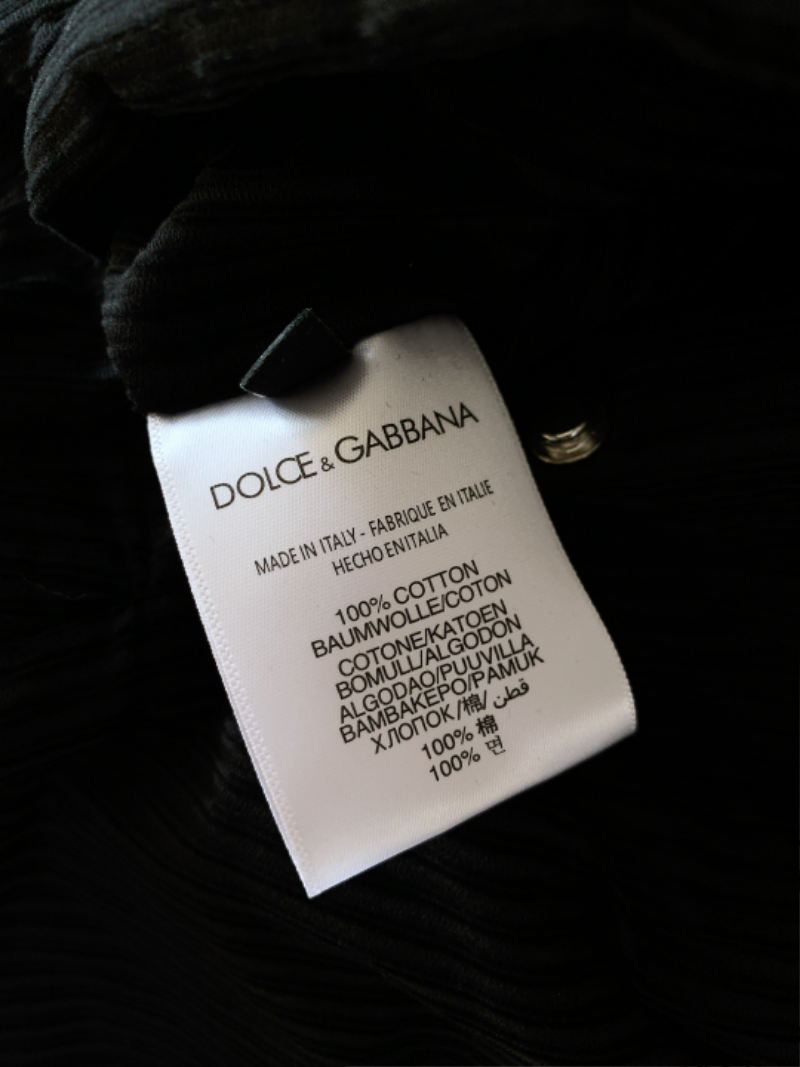 DOLCE & GABBANA
MADE IN ITALY - FABRIQUE EN ITALIE
HECHO EN ITALIA
100% COTTON
BAUMWOLLE/COTON
COTONE/KATOEN
BOMULL/ALGODON
ALGODAO/PUUVILLA
BAMBAKEPO/PAMUK
ХЛОПОК/棉/ قطن
100% 棉
100% 면